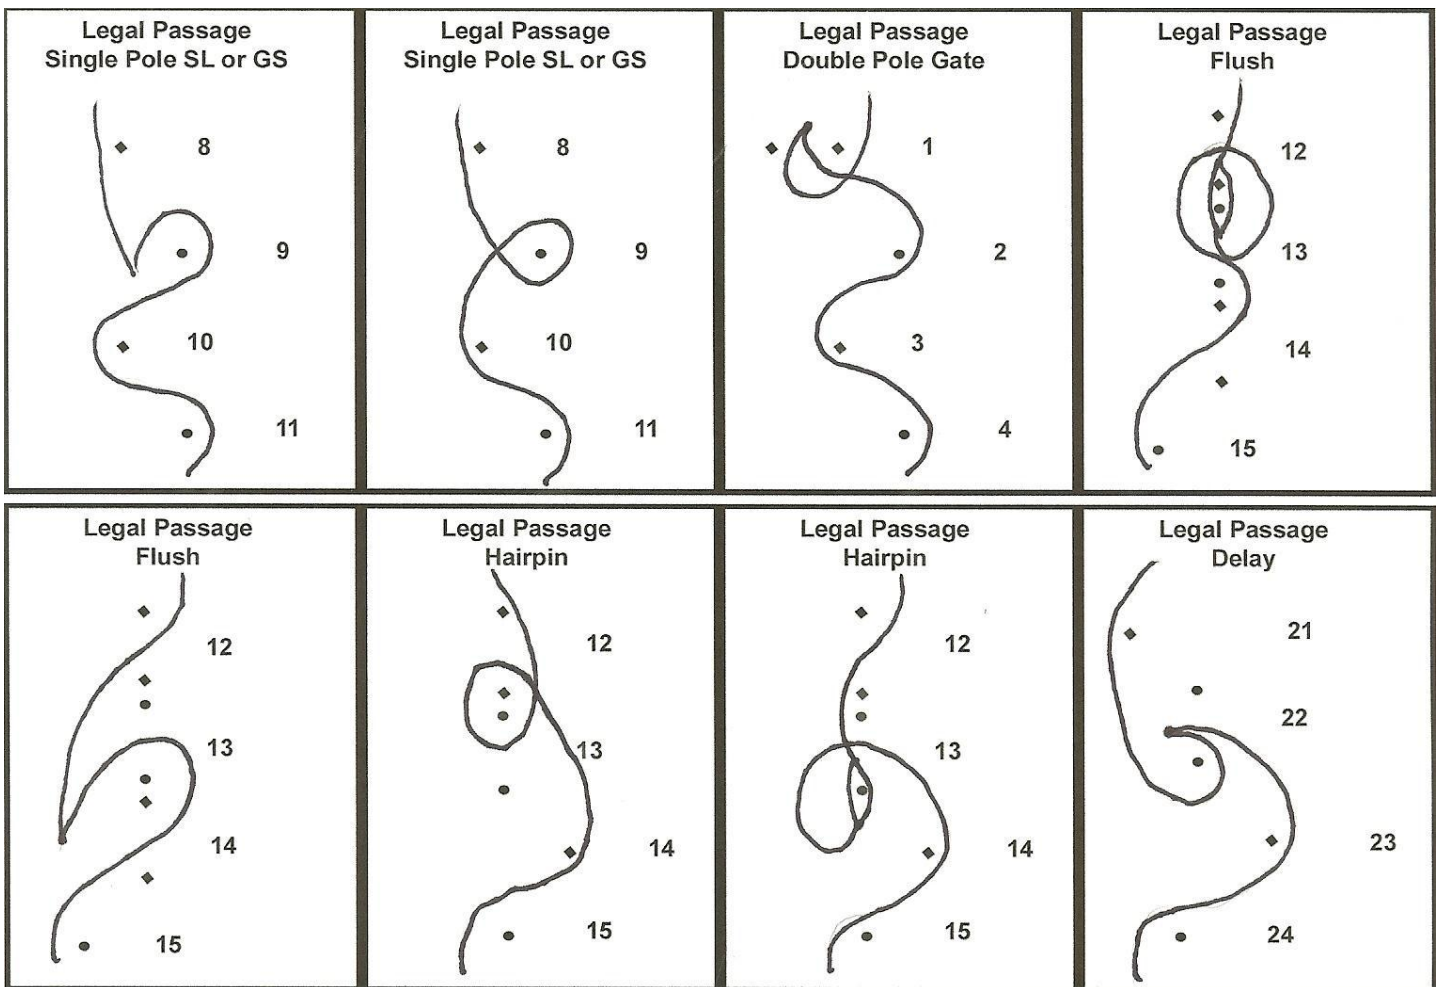 Legal Passage
Single Pole SL or GS
8
9
10
11
Legal Passage
Single Pole SL or GS
8
9
10
11
Legal Passage
Double Pole Gate
1
2
3
4
Legal Passage
Flush
12
13
14
15
Legal Passage
Flush
12
13
14
15
Legal Passage
Hairpin
12
13
14
15
Legal Passage
Hairpin
12
13
14
15
Legal Passage
Delay
21
22
23
24